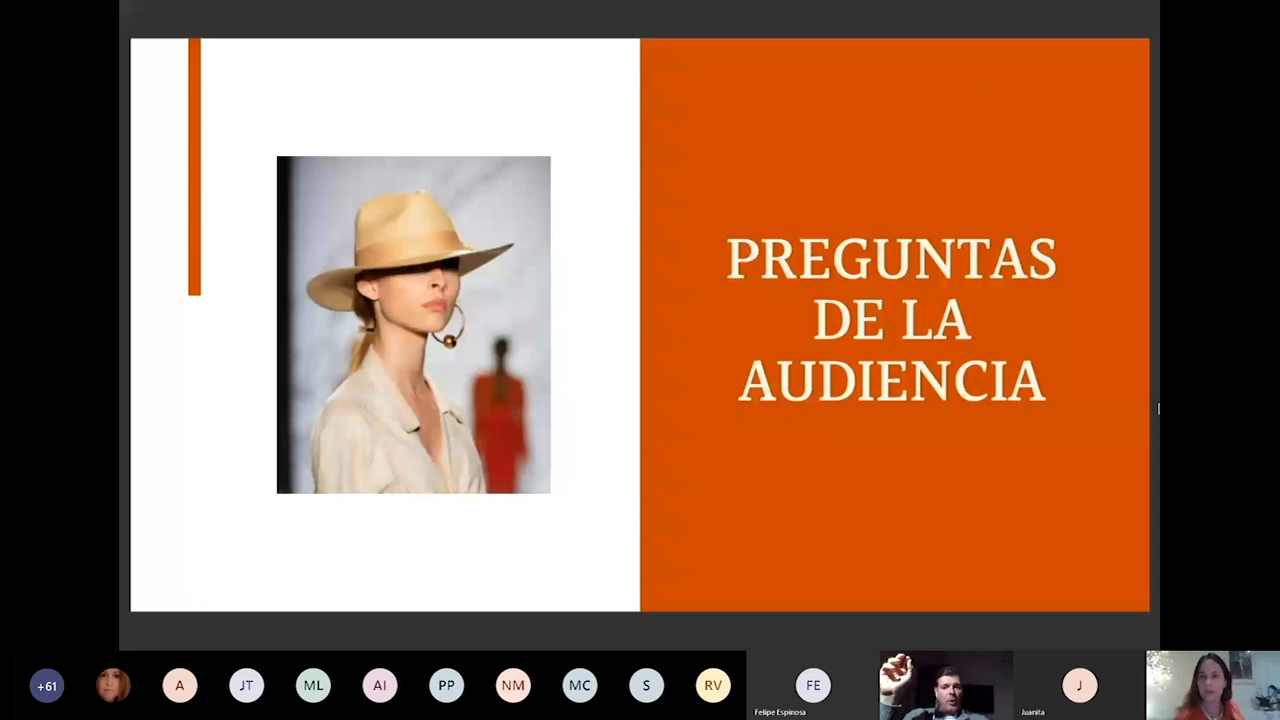 PREGUNTAS
DE LA
AUDIENCIA
+61
A
JT
ML
AI
PP
NM
MC
S
RV
FE
Felipe Espinosa
J
Juanita